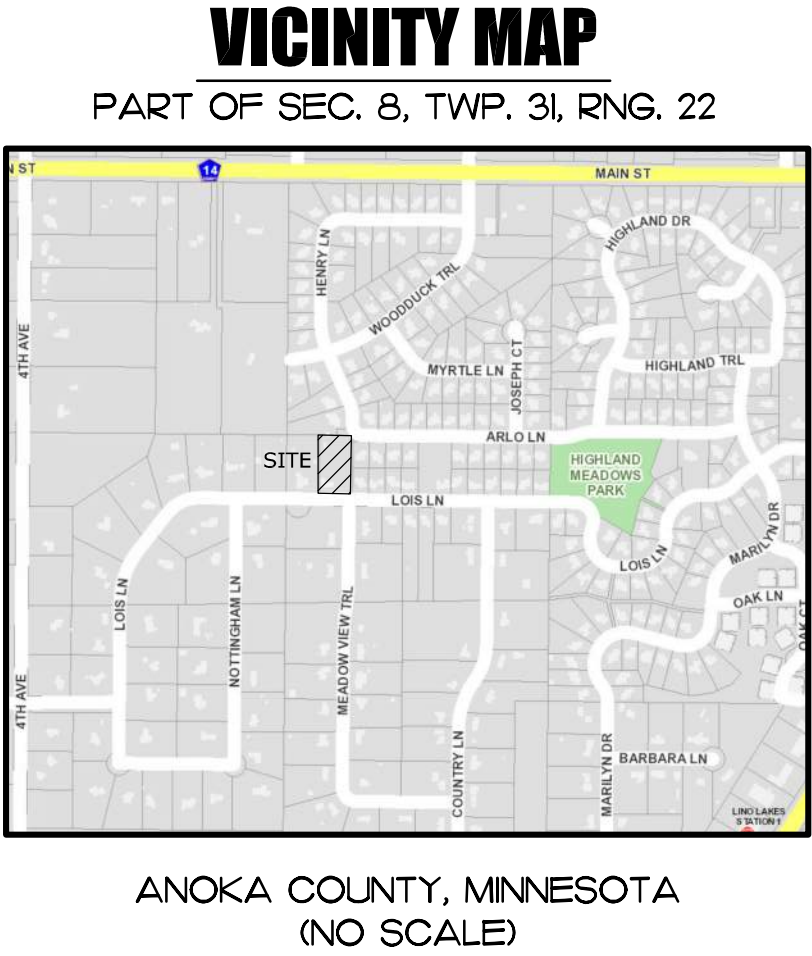 VICINITY MAP
PART OF SEC. 8, TWP. 31, RNG. 22
N ST
14
MAIN ST
HIGHLAND DR
HENRY LN
WOODDUCK TRL
4TH AVE
MYRTLE LN
JOSEPH CT
HIGHLAND TRL
ARLO LN
SITE
HIGHLAND
MEADOWS
PARK
LOIS LN
MARILYN DR
LOIS LN
LOIS LN
NOTTINGHAM LN
MEADOW VIEW TRL
OAK LN
OAK CT
4TH AVE
COUNTRY LN
MARILYN DR
BARBARA LN
LINO LAKES
STATION 1
ANOKA COUNTY, MINNESOTA
(NO SCALE)